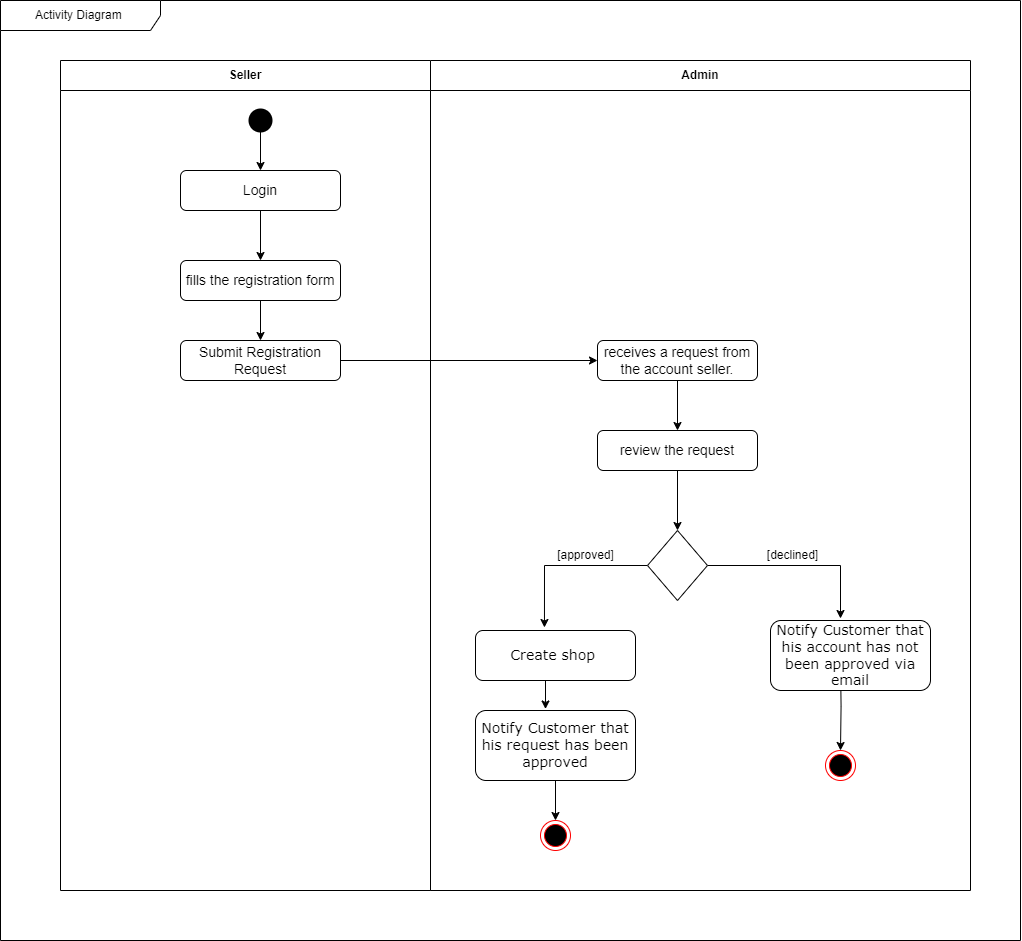 Activity Diagram
Seller
Admin
Login
fills the registration form
Submit Registration
Request
receives a request from
the account seller.
review the request
[approved]
[declined]
Create shop
Notify Customer that
his account has not
been approved via
email
Notify Customer that
his request has been
approved